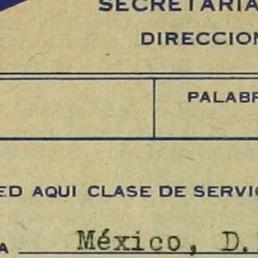 SECRETARIA
DIRECCION
PALABR
ED AQUI CLASE DE SERVIC
A México, D.